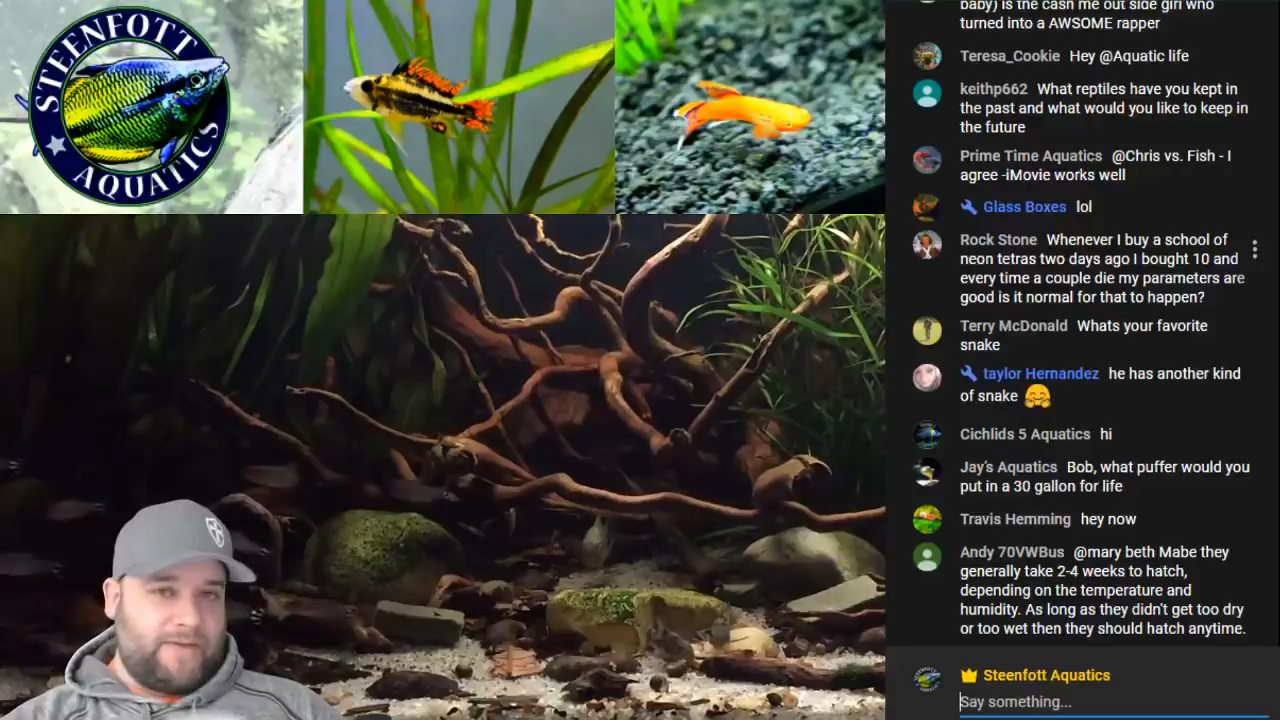 STEENFOTT
AQUATICS
baby) is the cash me out side girl who
turned into a AWSOME rapper
Teresa_Cookie Hey @Aquatic life
keithp662 What reptiles have you kept in
the past and what would you like to keep in
the future
Prime Time Aquatics @Chris vs. Fish - I
agree -iMovie works well
Glass Boxes lol
Rock Stone Whenever I buy a school of
neon tetras two days ago I bought 10 and
every time a couple die my parameters are
good is it normal for that to happen?
Terry McDonald Whats your favorite
snake
taylor Hernandez he has another kind
of snake 🤗
Cichlids 5 Aquatics hi
Jay's Aquatics Bob, what puffer would you
put in a 30 gallon for life
Travis Hemming hey now
Andy 70VWBus @mary beth Mabe they
generally take 2-4 weeks to hatch,
depending on the temperature and
humidity. As long as they didn't get too dry
or too wet then they should hatch anytime.
Steenfott Aquatics
Say something...